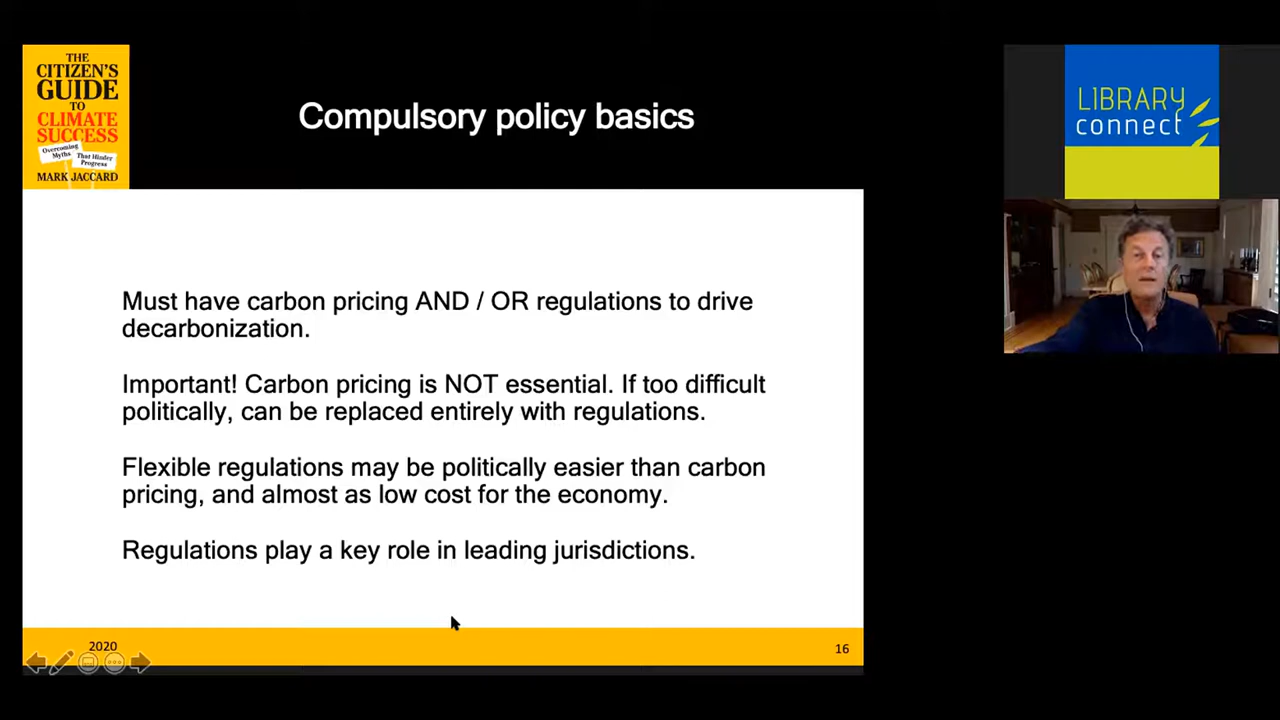 THE
CITIZEN'S
GUIDE
TO
CLIMATE
SUCCESS
Overcoming
Myths
That Hinder
Progress
MARK JACCARD
Compulsory policy basics
LIBRARY
connect
Must have carbon pricing AND / OR regulations to drive
decarbonization.
Important! Carbon pricing is NOT essential. If too difficult
politically, can be replaced entirely with regulations.
Flexible regulations may be politically easier than carbon
pricing, and almost as low cost for the economy.
Regulations play a key role in leading jurisdictions.
2020
16